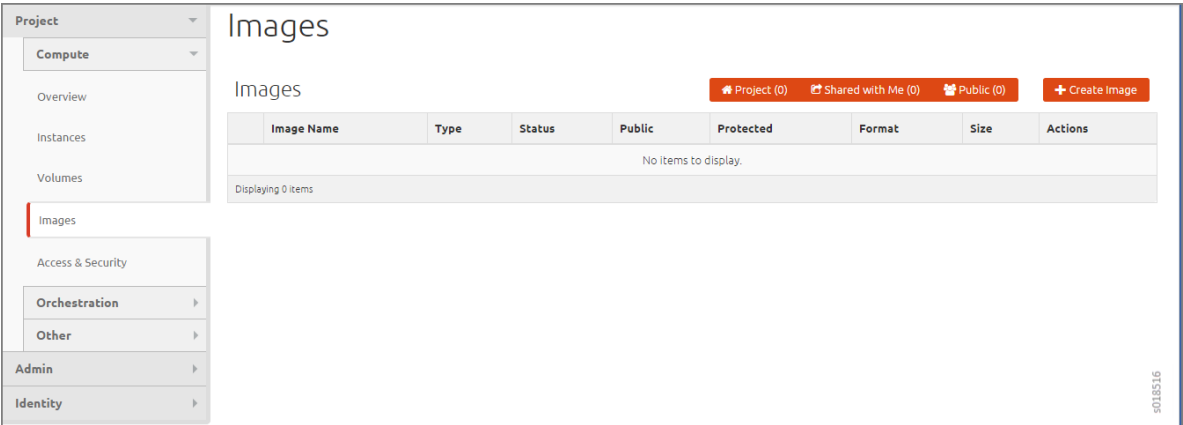 Project
Compute
Overview
Instances
Volumes
Images
Access & Security
Orchestration
Other
Admin
Identity
Images
Images
Project (0) Shared with Me (0) Public (0) Create Image
Image Name Type Status Public Protected Format Size Actions
No items to display.
Displaying 0 items
s018516